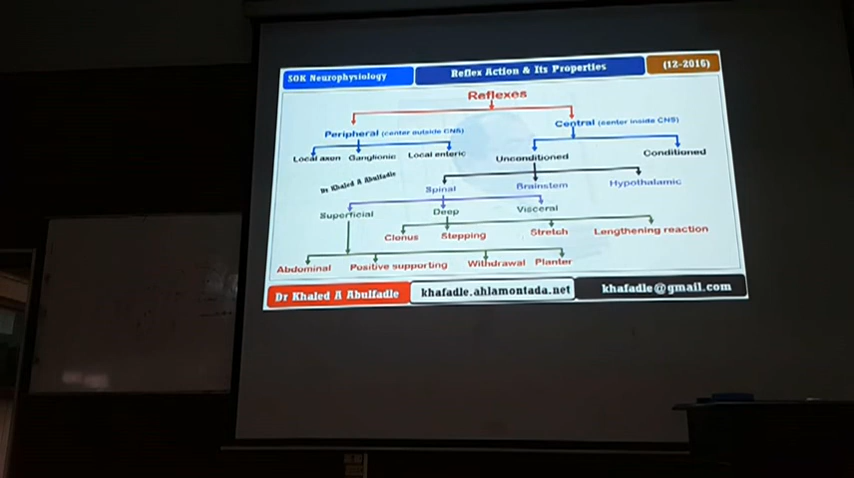 SOK Neurophysiology Reflex Action & Its Properties (12-2015)
Reflexes
Peripheral (center outside CNS) Central (center inside CNS)
Local axon Ganglionic Local enteric Unconditioned Conditioned
Dr Khaled A Abulfadle
Spinal Brainstem Hypothalamic
Superficial Deep Visceral
Clonus Stepping Stretch Lengthening reaction
Abdominal Positive supporting Withdrawal Planter
Dr Khaled A Abulfadle khafadle.ahlamontada.net khafadle@gmail.com